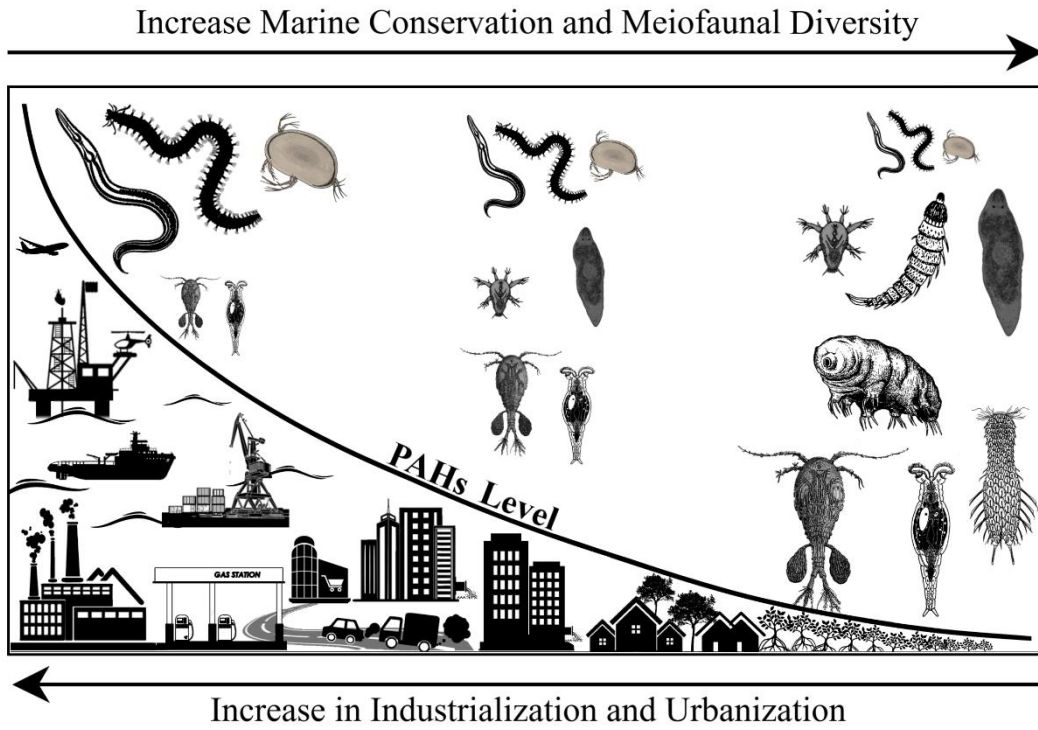 Increase Marine Conservation and Meiofaunal Diversity
PAHs Level
GAS STATION
Increase in Industrialization and Urbanization